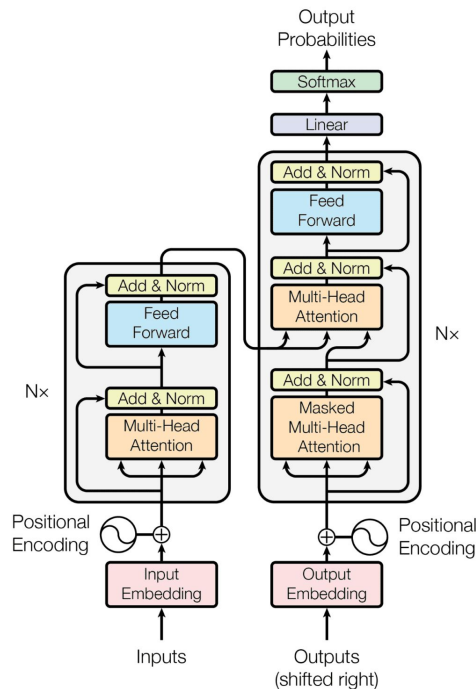 Output
Probabilities
Softmax
Linear
Add & Norm
Feed
Forward
Add & Norm
Multi-Head
Attention
Add & Norm
Masked
Multi-Head
Attention
Nx
Add & Norm
Feed
Forward
Add & Norm
Multi-Head
Attention
Nx
Positional
Encoding
Positional
Encoding
Input
Embedding
Output
Embedding
Inputs
Outputs
(shifted right)